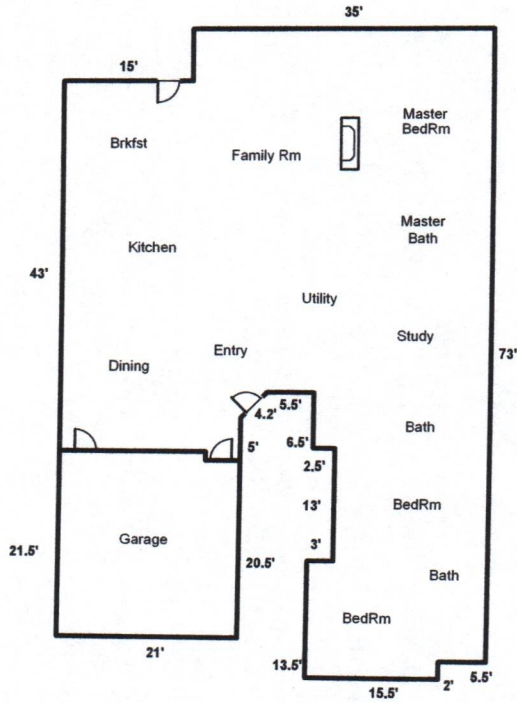 35'
15'
Brkfst
Family Rm
Master
BedRm
Master
Bath
Kitchen
43'
Utility
Study
73'
Entry
Dining
4.2'
5.5'
5'
6.5'
2.5'
Bath
13'
BedRm
Garage
21.5'
20.5'
3'
Bath
BedRm
21'
13.5'
15.5'
2'
5.5'